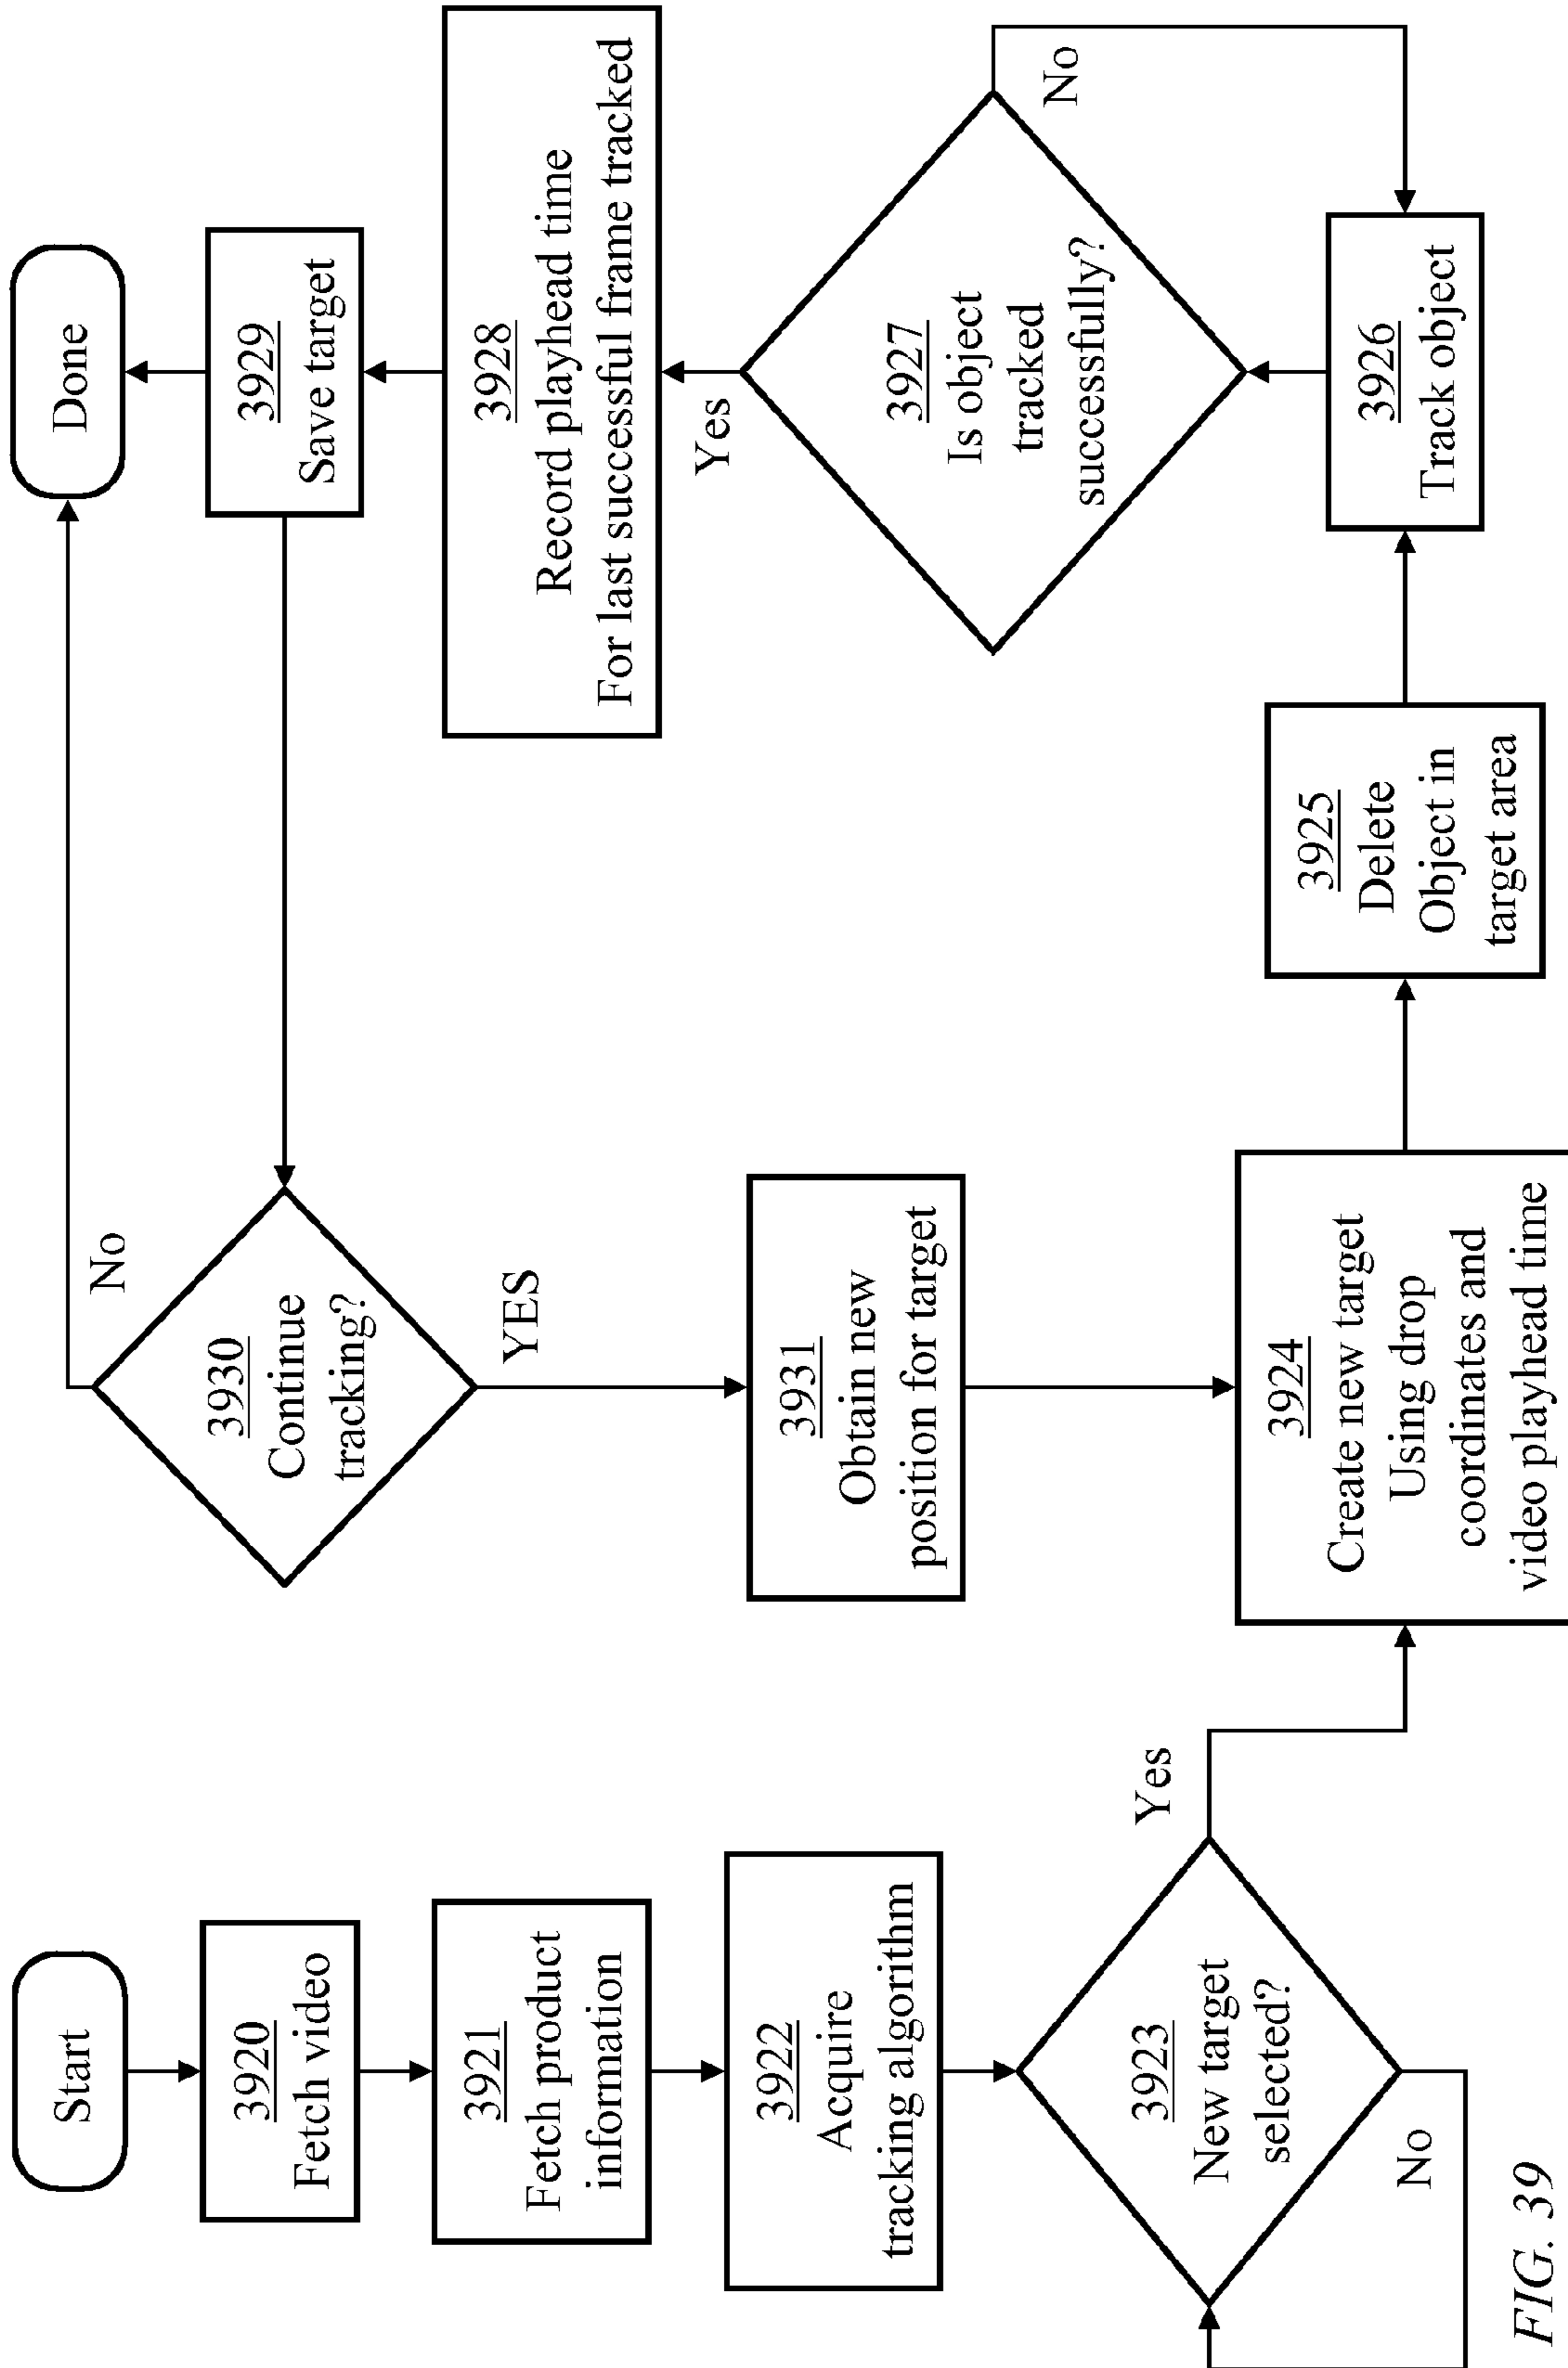 Start
3920
Fetch video
3921
Fetch product
information
3922
Acquire
tracking algorithm
3923
New target
selected?
No
Yes
3924
Create new target
Using drop
coordinates and
video playhead time
3925
Delete
Object in
target area
3926
Track object
3927
Is object
tracked
successfully?
No
Yes
3928
Record playhead time
For last successful frame tracked
3929
Save target
Done
3930
Continue
tracking?
No
YES
3931
Obtain new
position for target
FIG. 39